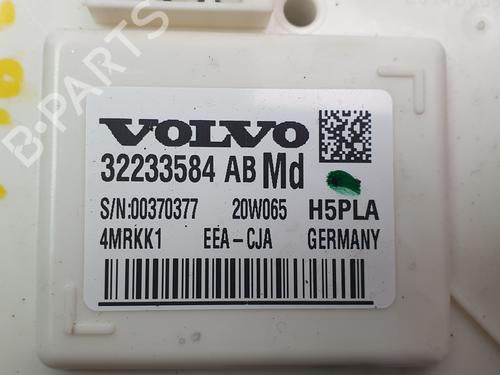 VOLVO
32233584 AB Md
S/N:00370377 20W065 H5PLA
4MRKK1 EEA-CJA GERMANY
B-PARTS